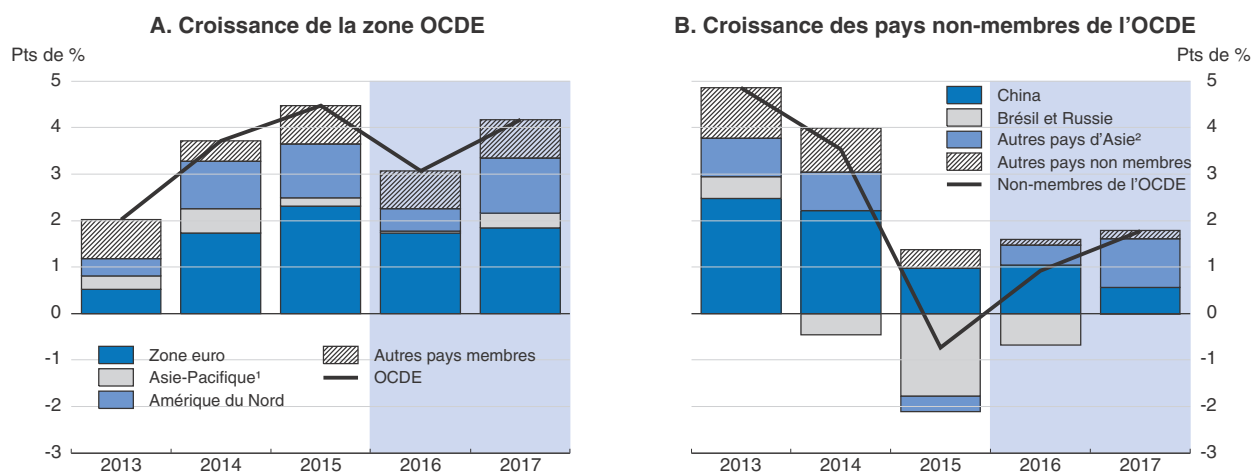 A. Croissance de la zone OCDE
Pts de %
5
4
3
2
1
0
-1
-2
-3
Zone euro
Asie-Pacifique¹
Amérique du Nord
Autres pays membres
OCDE
2013 2014 2015 2016 2017
B. Croissance des pays non-membres de l’OCDE
Pts de %
5
4
3
2
1
0
-1
-2
-3
China
Brésil et Russie
Autres pays d’Asie²
Autres pays non membres
Non-membres de l’OCDE
2013 2014 2015 2016 2017